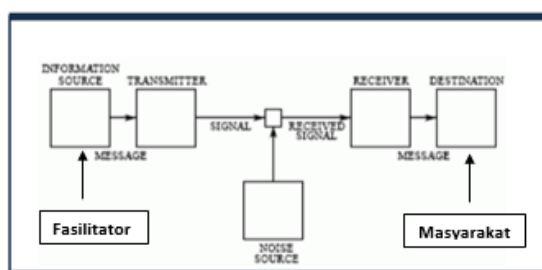 INFORMATION
SOURCE
TRANSMITTER
RECEIVER
DESTINATION
SIGNAL
RECEIVED
SIGNAL
MESSAGE
MESSAGE
Fasilitator
Masyarakat
NOISE
SOURCE